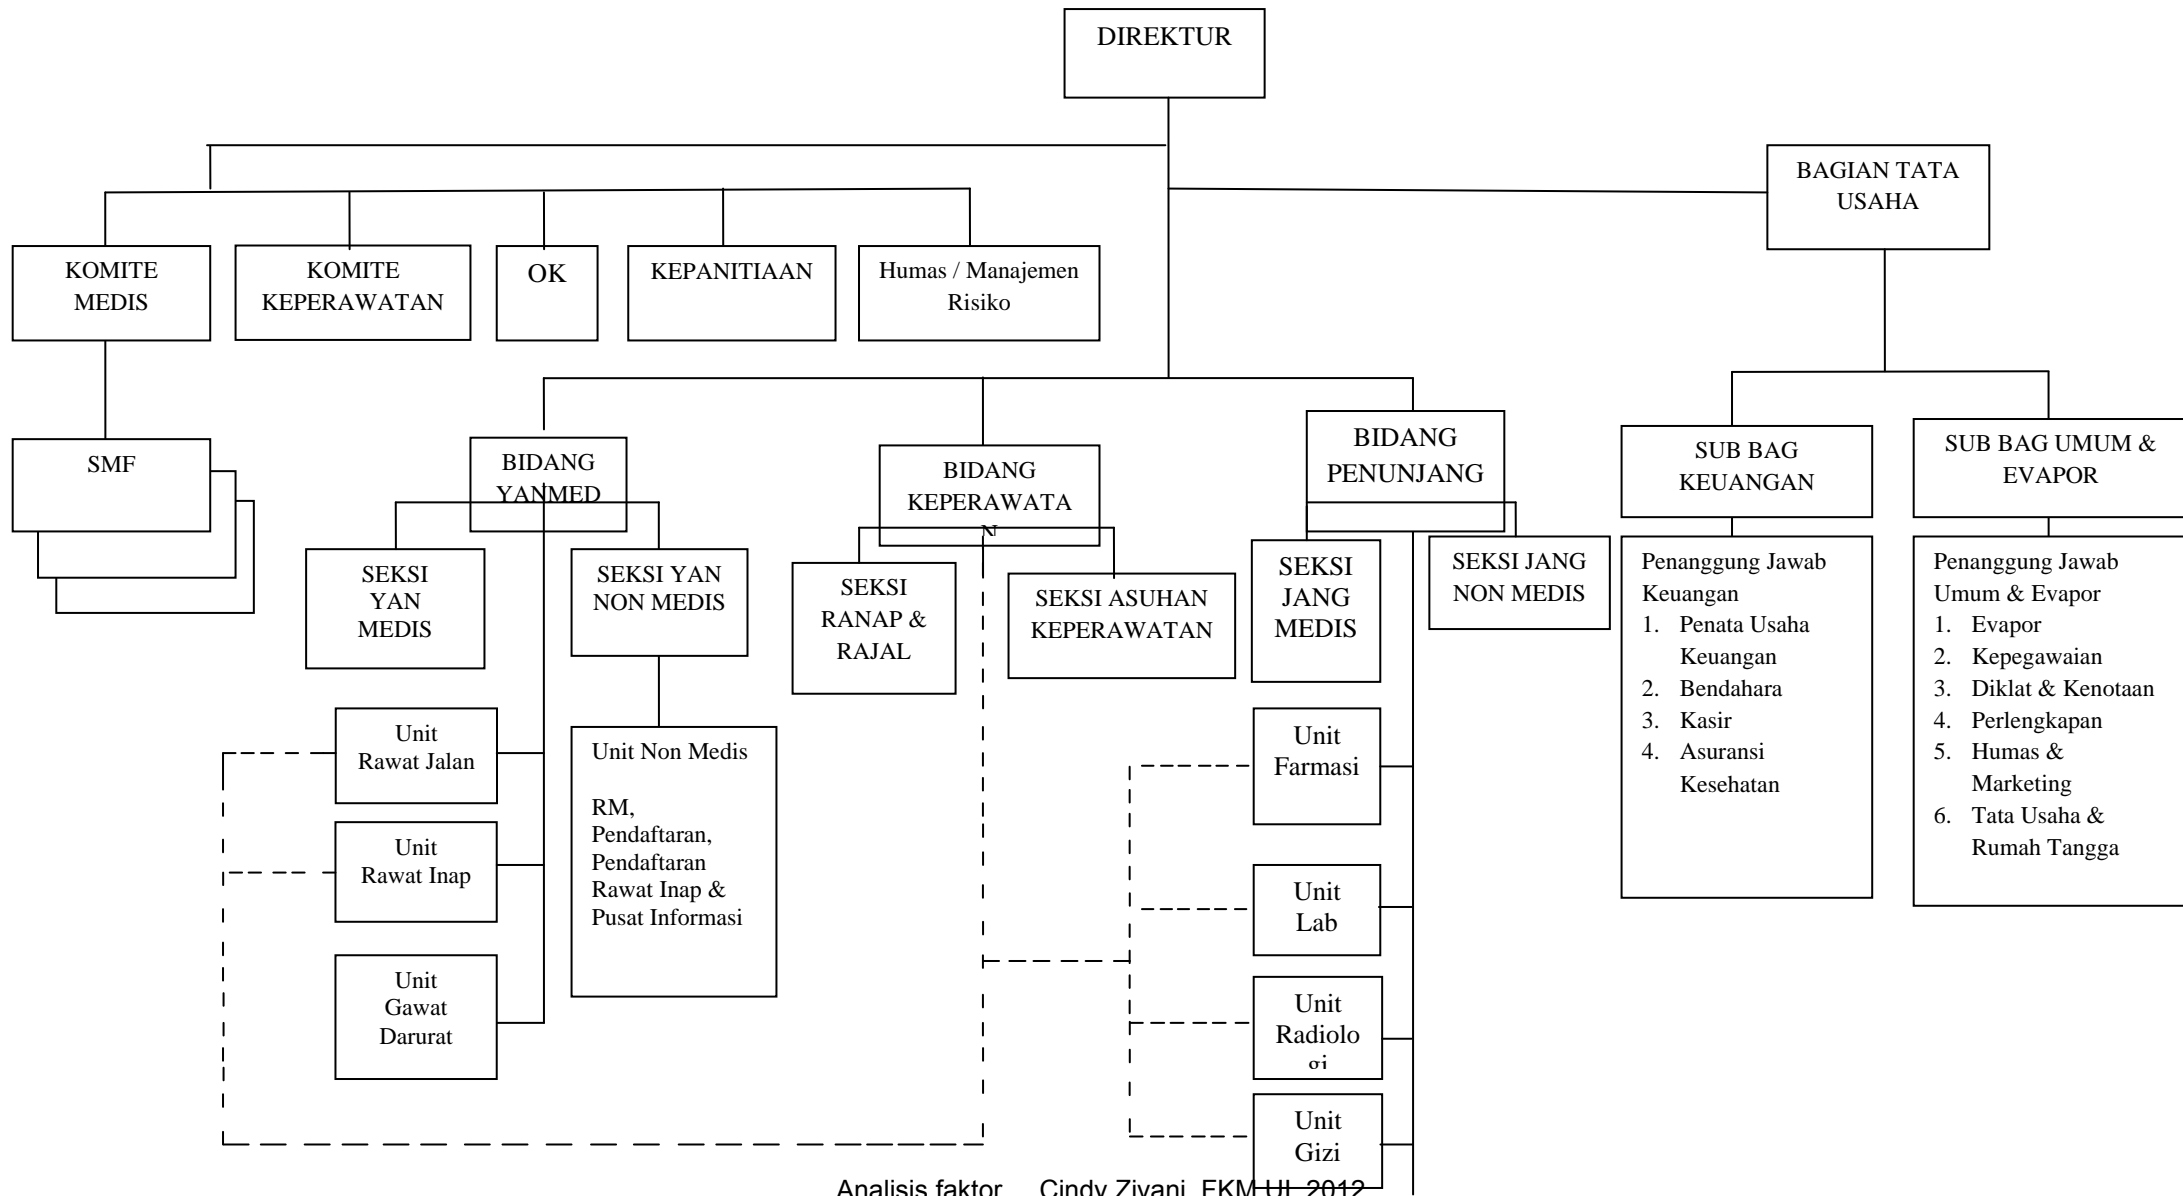 DIREKTUR
BAGIAN TATA
USAHA
KOMITE
MEDIS
KOMITE
KEPERAWATAN
OK
KEPANITIAAN
Humas / Manajemen
Risiko
SMF
BIDANG
YANMED
BIDANG
KEPERAWATA
N
BIDANG
PENUNJANG
SUB BAG
KEUANGAN
SUB BAG UMUM &
EVAPOR
SEKSI
YAN
MEDIS
SEKSI YAN
NON MEDIS
SEKSI
RANAP &
RAJAL
SEKSI ASUHAN
KEPERAWATAN
SEKSI
JANG
MEDIS
SEKSI JANG
NON MEDIS
Penanggung Jawab
Keuangan
1. Penata Usaha
Keuangan
2. Bendahara
3. Kasir
4. Asuransi
Kesehatan
Penanggung Jawab
Umum & Evapor
1. Evapor
2. Kepegawaian
3. Diklat & Kenotaan
4. Perlengkapan
5. Humas &
Marketing
6. Tata Usaha &
Rumah Tangga
Unit
Rawat Jalan
Unit
Rawat Inap
Unit
Gawat
Darurat
Unit Non Medis
RM,
Pendaftaran,
Pendaftaran
Rawat Inap &
Pusat Informasi
Unit
Farmasi
Unit
Lab
Unit
Radiolo
gi
Unit
Gizi
Analisis faktor..., Cindy Ziyani, FKM UI, 2012